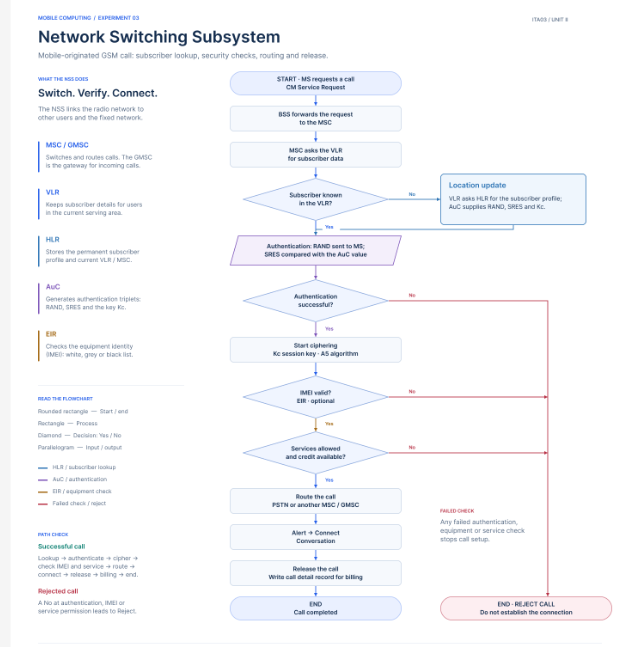 MOBILE COMPUTING / EXPERIMENT 03
ITA03 / UNIT II
Network Switching Subsystem
Mobile-originated GSM call: subscriber lookup, security checks, routing and release.
WHAT THE NSS DOES
Switch. Verify. Connect.
The NSS links the radio network to
other users and the fixed network.
MSC / GMSC
Switches and routes calls. The GMSC
is the gateway for incoming calls.
VLR
Keeps subscriber details for users
in the current serving area.
HLR
Stores the permanent subscriber
profile and current VLR / MSC.
AuC
Generates authentication triplets:
RAND, SRES and the key Kc.
EIR
Checks the equipment identity
(IMEI): white, grey or black list.
READ THE FLOWCHART
Rounded rectangle — Start / end
Rectangle — Process
Diamond — Decision: Yes / No
Parallelogram — Input / output
HLR / subscriber lookup
AuC / authentication
EIR / equipment check
Failed check / reject
PATH CHECK
Successful call
Lookup → authenticate → cipher →
check IMEI and service → route →
connect → release → billing → end.
Rejected call
A No at authentication, IMEI or
service permission leads to Reject.
START · MS requests a call
CM Service Request
BSS forwards the request
to the MSC
MSC asks the VLR
for subscriber data
Subscriber known
in the VLR?
No
Location update
VLR asks HLR for the subscriber profile;
AuC supplies RAND, SRES and Kc.
Yes
Authentication: RAND sent to MS;
SRES compared with the AuC value
Authentication
successful?
No
Yes
Start ciphering
Kc session key · A5 algorithm
IMEI valid?
EIR · optional
No
Yes
Services allowed
and credit available?
No
Yes
Route the call
PSTN or another MSC / GMSC
Alert → Connect
Conversation
Release the call
Write call detail record for billing
END
Call completed
FAILED CHECK
Any failed authentication,
equipment or service check
stops call setup.
END · REJECT CALL
Do not establish the connection